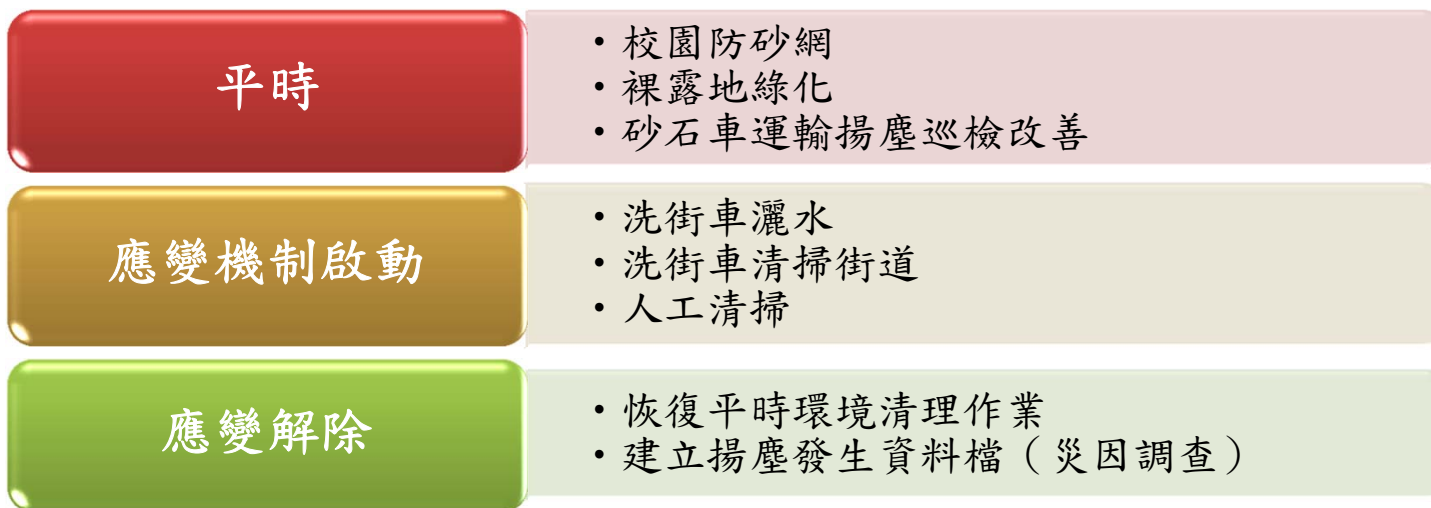 平時
・校園防砂網
・裸露地綠化
・砂石車運輸揚塵巡檢改善
應變機制啟動
・洗街車灑水
・洗街車清掃街道
・人工清掃
應變解除
・恢復平時環境清理作業
・建立揚塵發生資料檔（災因調查）